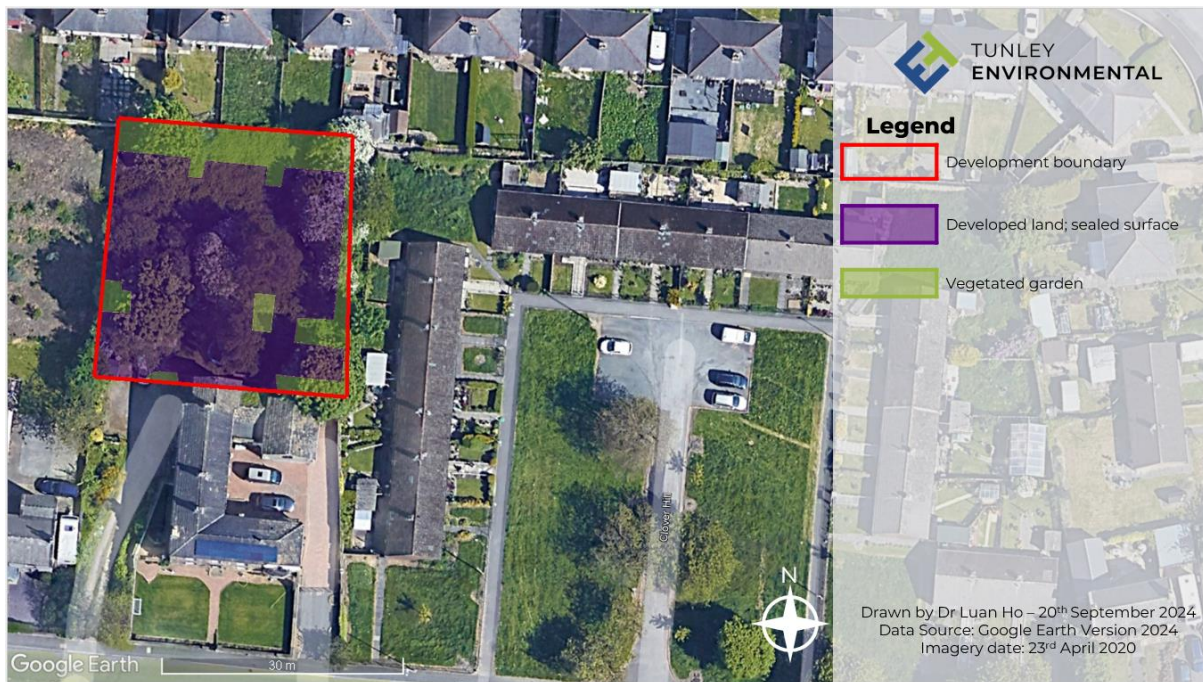 TUNLEY
ENVIRONMENTAL
Legend
Development boundary
Developed land; sealed surface
Vegetated garden
Clover Hill
N
Drawn by Dr Luan Ho – 20th September 2024
Data Source: Google Earth Version 2024
Imagery date: 23rd April 2020
Google Earth
30 m